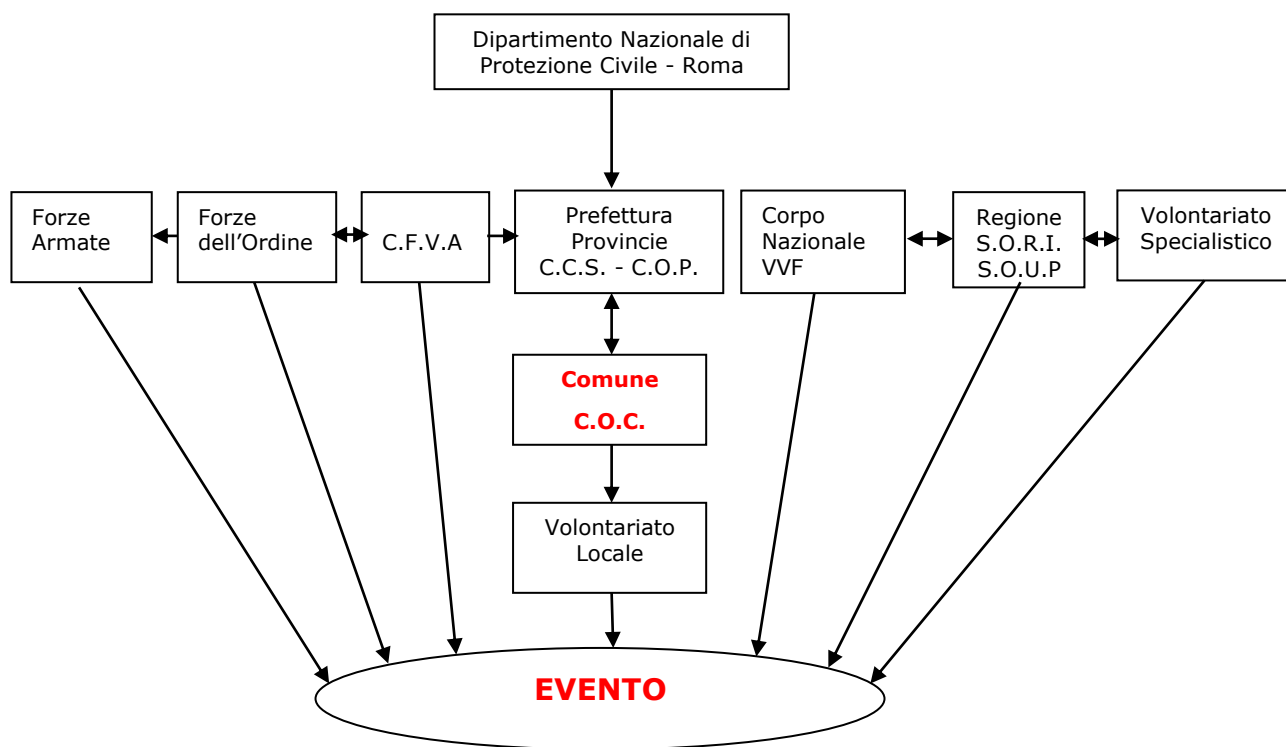 Dipartimento Nazionale di
Protezione Civile - Roma
Forze
Armate
Forze
dell'Ordine
C.F.V.A
Prefettura
Provincie
C.C.S. - C.O.P.
Corpo
Nazionale
VVF
Regione
S.O.R.I.
S.O.U.P
Volontariato
Specialistico
Comune
C.O.C.
Volontariato
Locale
EVENTO